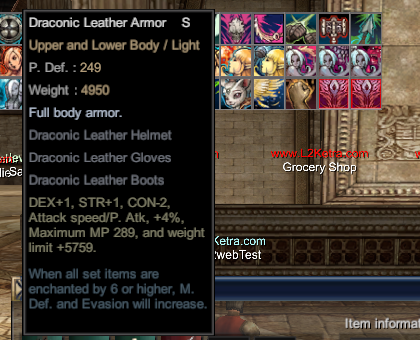 Draconic Leather Armor S
Upper and Lower Body / Light
P. Def. : 249
Weight : 4950
Full body armor.
Draconic Leather Helmet
Draconic Leather Gloves
Draconic Leather Boots
DEX+1, STR+1, CON-2,
Attack speed/P. Atk, +4%,
Maximum MP 289, and weight
limit +5759.
When all set items are
enchanted by 6 or higher, M.
Def. and Evasion will increase.
www.L2Ketra.com
Grocery Shop
Ketra.com
webTest
Item informat